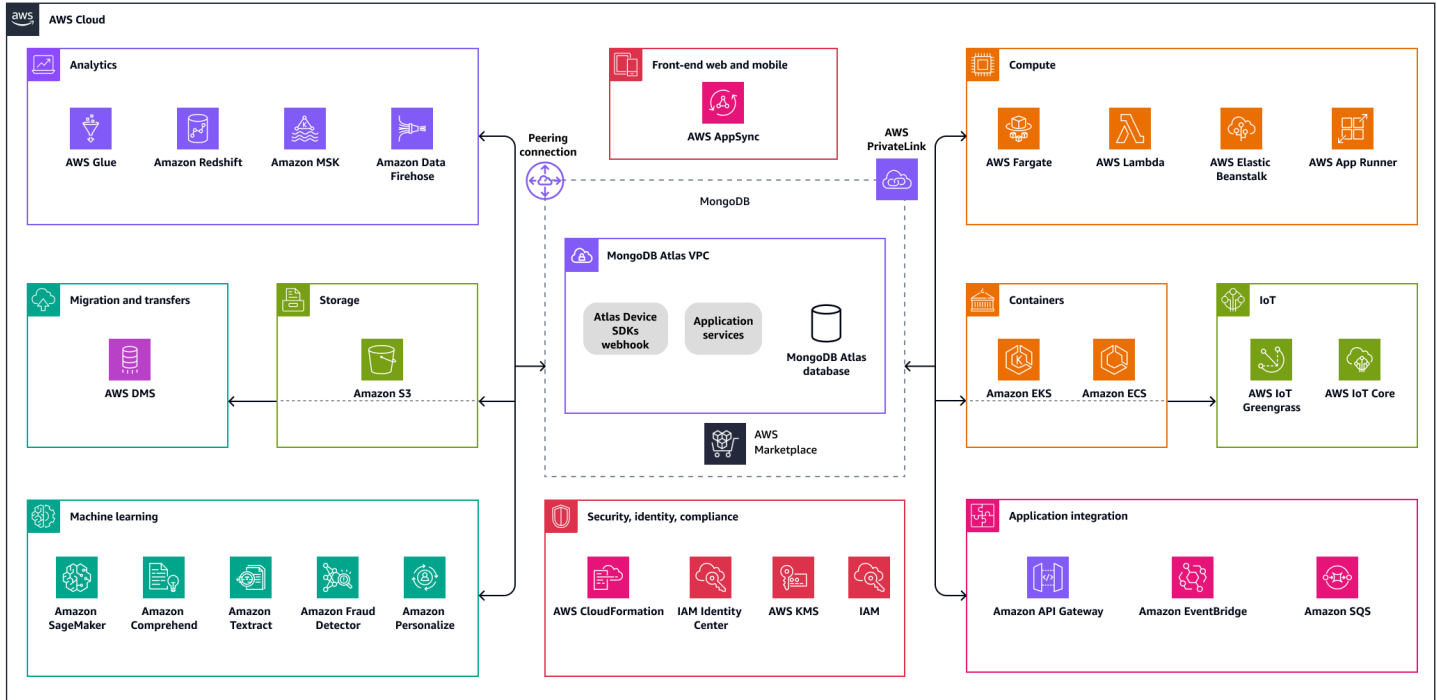 aws
AWS Cloud
Analytics
AWS Glue
Amazon Redshift
Amazon MSK
Amazon Data
Firehose
Peering
connection
Front-end web and mobile
AWS AppSync
AWS
PrivateLink
Compute
AWS Fargate
AWS Lambda
AWS Elastic
Beanstalk
AWS App Runner
MongoDB
MongoDB Atlas VPC
Atlas Device
SDKs
webhook
Application
services
MongoDB Atlas
database
AWS
Marketplace
Migration and transfers
AWS DMS
Storage
Amazon S3
Containers
K
Amazon EKS
Amazon ECS
IoT
AWS IoT
Greengrass
AWS IoT Core
Machine learning
Amazon
SageMaker
Amazon
Comprehend
Amazon
Textract
Amazon Fraud
Detector
Amazon
Personalize
Security, identity, compliance
AWS CloudFormation
IAM Identity
Center
AWS KMS
IAM
Application integration
Amazon API Gateway
Amazon EventBridge
Amazon SQS